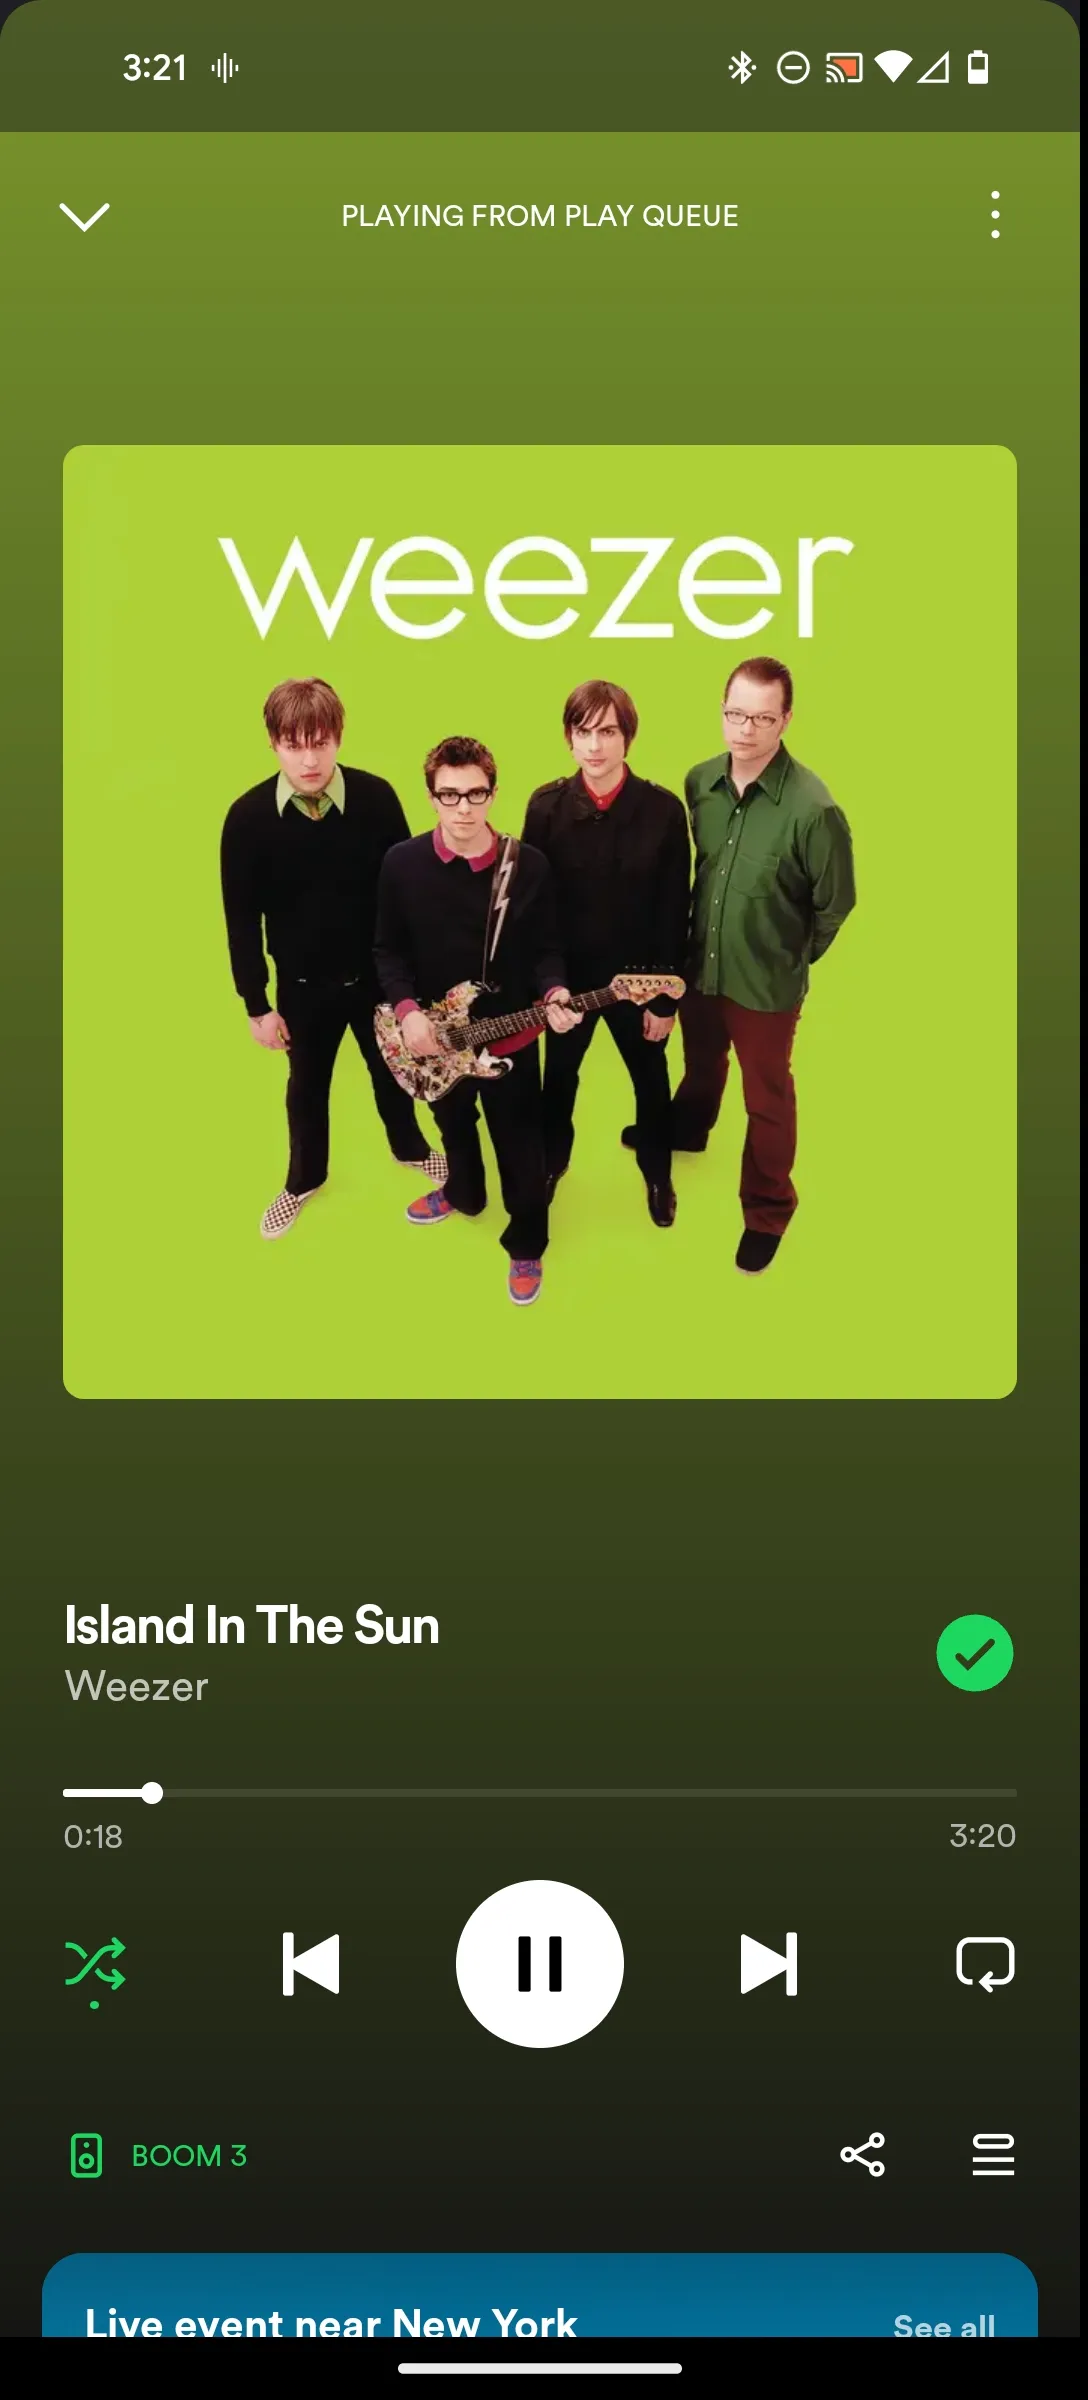 3:21
PLAYING FROM PLAY QUEUE
weezer
Island In The Sun
Weezer
0:18
3:20
BOOM 3
Live event near New York
See all